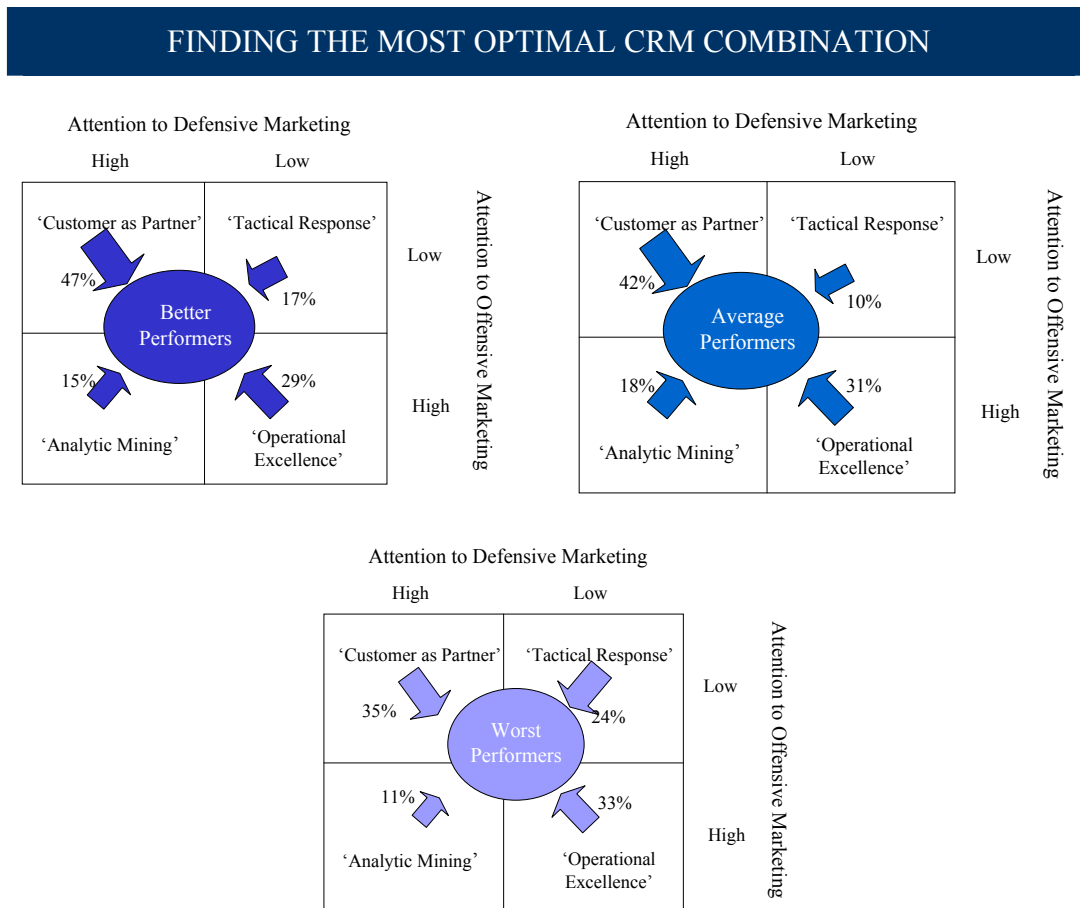 FINDING THE MOST OPTIMAL CRM COMBINATION
Attention to Defensive Marketing
High
Low
‘Customer as Partner’
‘Tactical Response’
47%
17%
Better
Performers
15%
29%
‘Analytic Mining’
‘Operational
Excellence’
Low
High
Attention to Offensive Marketing
Attention to Defensive Marketing
High
Low
‘Customer as Partner’
‘Tactical Response’
42%
10%
Average
Performers
18%
31%
‘Analytic Mining’
‘Operational
Excellence’
Low
High
Attention to Offensive Marketing
Attention to Defensive Marketing
High
Low
‘Customer as Partner’
‘Tactical Response’
35%
24%
Worst
Performers
11%
33%
‘Analytic Mining’
‘Operational
Excellence’
Low
High
Attention to Offensive Marketing